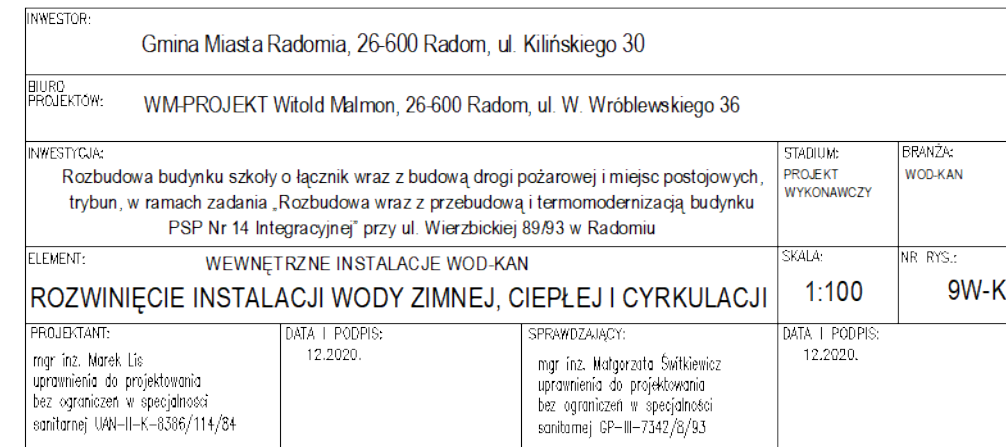 INWESTOR:
Gmina Miasta Radomia, 26-600 Radom, ul. Kilińskiego 30
BIURO
PROJEKTÓW:
WM-PROJEKT Witold Malmon, 26-600 Radom, ul. W. Wróblewskiego 36
INWESTYCJA:
Rozbudowa budynku szkoły o łącznik wraz z budową drogi pożarowej i miejsc postojowych,
trybun, w ramach zadania „Rozbudowa wraz z przebudową i termomodernizacją budynku
PSP Nr 14 Integracyjnej” przy ul. Wierzbickiej 89/93 w Radomiu
STADIUM:
PROJEKT
WYKONAWCZY
BRANŻA:
WOD-KAN
ELEMENT:
WEWNĘTRZNE INSTALACJE WOD-KAN
ROZWINIĘCIE INSTALACJI WODY ZIMNEJ, CIEPŁEJ I CYRKULACJI
SKALA:
1:100
NR RYS.:
9W-K
PROJEKTANT:
mgr inż. Marek Lis
uprawnienia do projektowania
bez ograniczeń w specjalności
sanitarnej UAN-II-K-8386/114/84
DATA I PODPIS:
12.2020.
SPRAWDZAJĄCY:
mgr inż. Małgorzata Świtkiewicz
uprawnienia do projektowania
bez ograniczeń w specjalności
sanitarnej GP-III-7342/8/93
DATA I PODPIS:
12.2020.